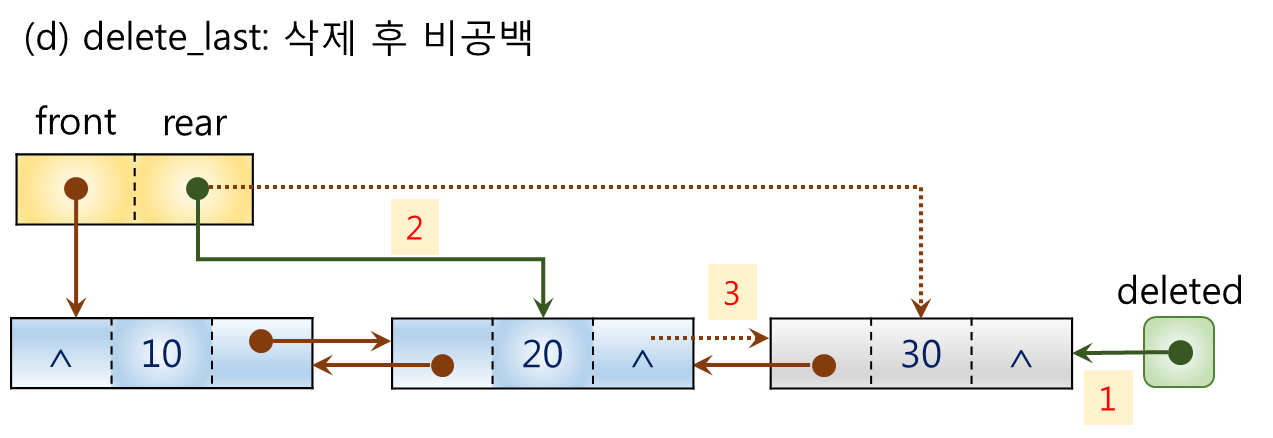 (d) delete_last: 삭제 후 비공백
front rear
2
3
deleted
^ 10
20 ^
30 ^
1